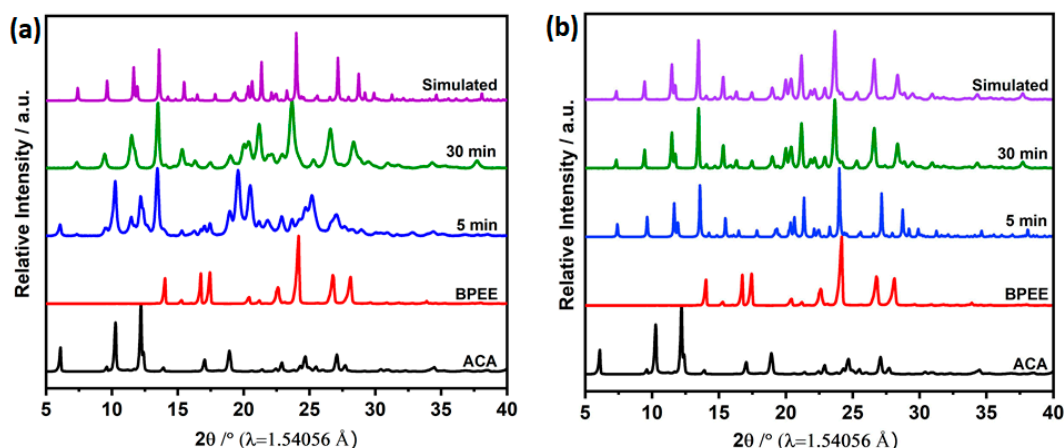 (a)
Relative Intensity / a.u.
Simulated
30 min
5 min
BPEE
ACA
5 10 15 20 25 30 35 40
2θ /° (λ=1.54056 Å)
(b)
Relative Intensity / a.u.
Simulated
30 min
5 min
BPEE
ACA
5 10 15 20 25 30 35 40
2θ /° (λ=1.54056 Å)